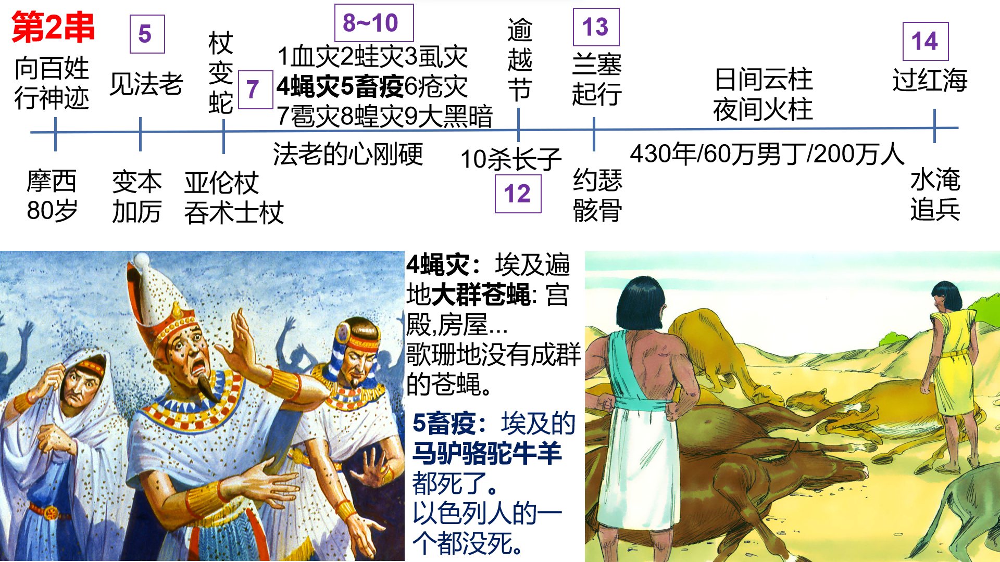 第2串
向百姓
行神迹
5
见法老
杖
变
蛇
7
8~10
1血灾2蛙灾3虱灾
4蝇灾5畜疫6疮灾
7雹灾8蝗灾9大黑暗
逾
越
节
13
兰塞
起行
日间云柱
夜间火柱
14
过红海
摩西
80岁
变本
加厉
亚伦杖
吞术士杖
法老的心刚硬
10杀长子
12
约瑟
骸骨
430年/60万男丁/200万人
水淹
追兵
4蝇灾：埃及遍
地大群苍蝇: 宫
殿,房屋...
歌珊地没有成群
的苍蝇。
5畜疫：埃及的
马驴骆驼牛羊
都死了。
以色列人的一
个都没死。